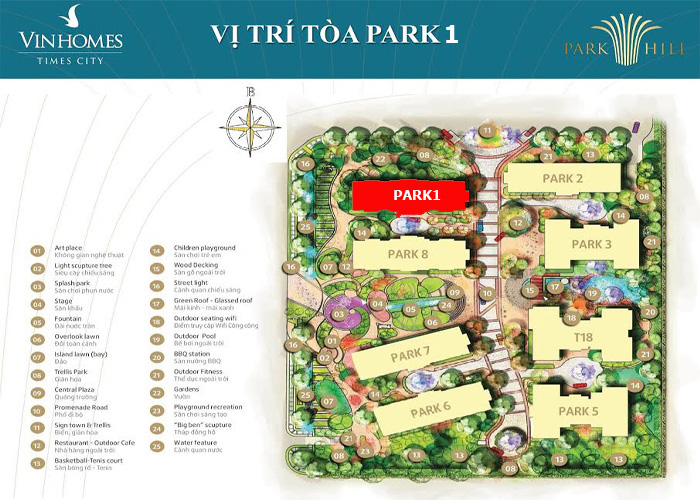 VINHOMES
TIMES CITY
VỊ TRÍ TÒA PARK 1
PARK HILL
B
01 Art place
Không gian nghệ thuật
02 Light scupture tree
Siêu cây chiếu sáng
03 Splash park
Sân chơi phun nước
04 Stage
Sân khấu
05 Fountain
Đài nước tràn
06 Overlook lawn
Đồi toàn cảnh
07 Island lawn (bay)
Đảo
08 Trellis Park
Giàn hoa
09 Central Plaza
Quảng trường
10 Promenade Road
Phố đi bộ
11 Sign town & Trellis
Biển, giàn hoa
12 Restaurant - Outdoor Cafe
Nhà hàng ngoài trời
13 Basketball-Tenis court
Sân bóng rổ - Tenis
14 Children playground
Sân chơi trẻ em
15 Wood Decking
Sàn gỗ ngoài trời
16 Street light
Cảnh quan chiếu sáng
17 Green Roof - Glassed roof
Mái kính - mái xanh
18 Outdoor seating wifi
Điểm truy cập Wifi Công cộng
19 Outdoor Pool
Bể bơi ngoài trời
20 BBQ station
Sân nướng BBQ
21 Outdoor Fitness
Thể dục ngoài trời
22 Gardens
Vườn
23 Playground recreation
Sân chơi sáng tạo
24 "Big ben" scupture
Tháp đồng hồ
25 Water feature
Cảnh quan nước
PARK1
PARK 2
PARK 3
PARK 8
T18
PARK 7
PARK 6
PARK 5